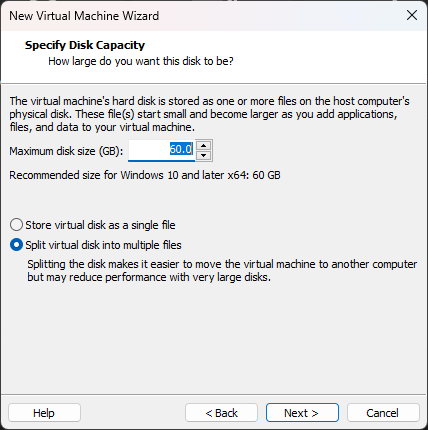 New Virtual Machine Wizard
Specify Disk Capacity
How large do you want this disk to be?
The virtual machine's hard disk is stored as one or more files on the host computer's
physical disk. These file(s) start small and become larger as you add applications,
files, and data to your virtual machine.
Maximum disk size (GB): 60.0
Recommended size for Windows 10 and later x64: 60 GB
Store virtual disk as a single file
Split virtual disk into multiple files
Splitting the disk makes it easier to move the virtual machine to another computer
but may reduce performance with very large disks.
Help < Back Next > Cancel